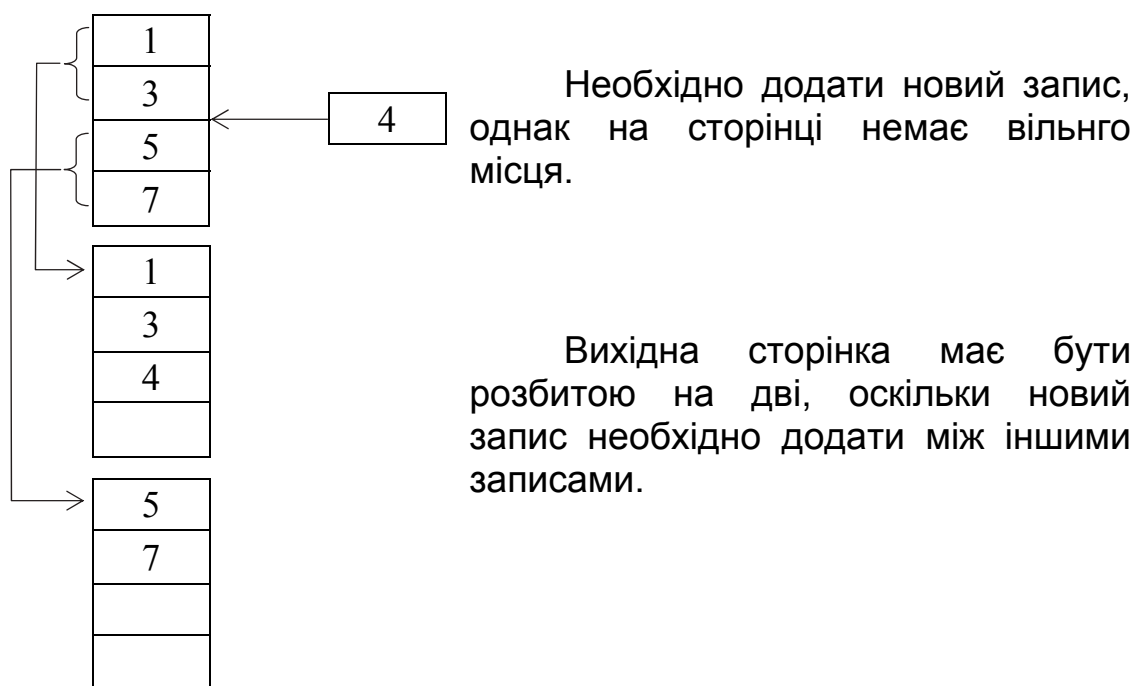 1
3
5
7
4
Необхідно додати новий запис,
однак на сторінці немає вільнго
місця.
1
3
4
Вихідна сторінка має бути
розбитою на дві, оскільки новий
запис необхідно додати між іншими
записами.
5
7